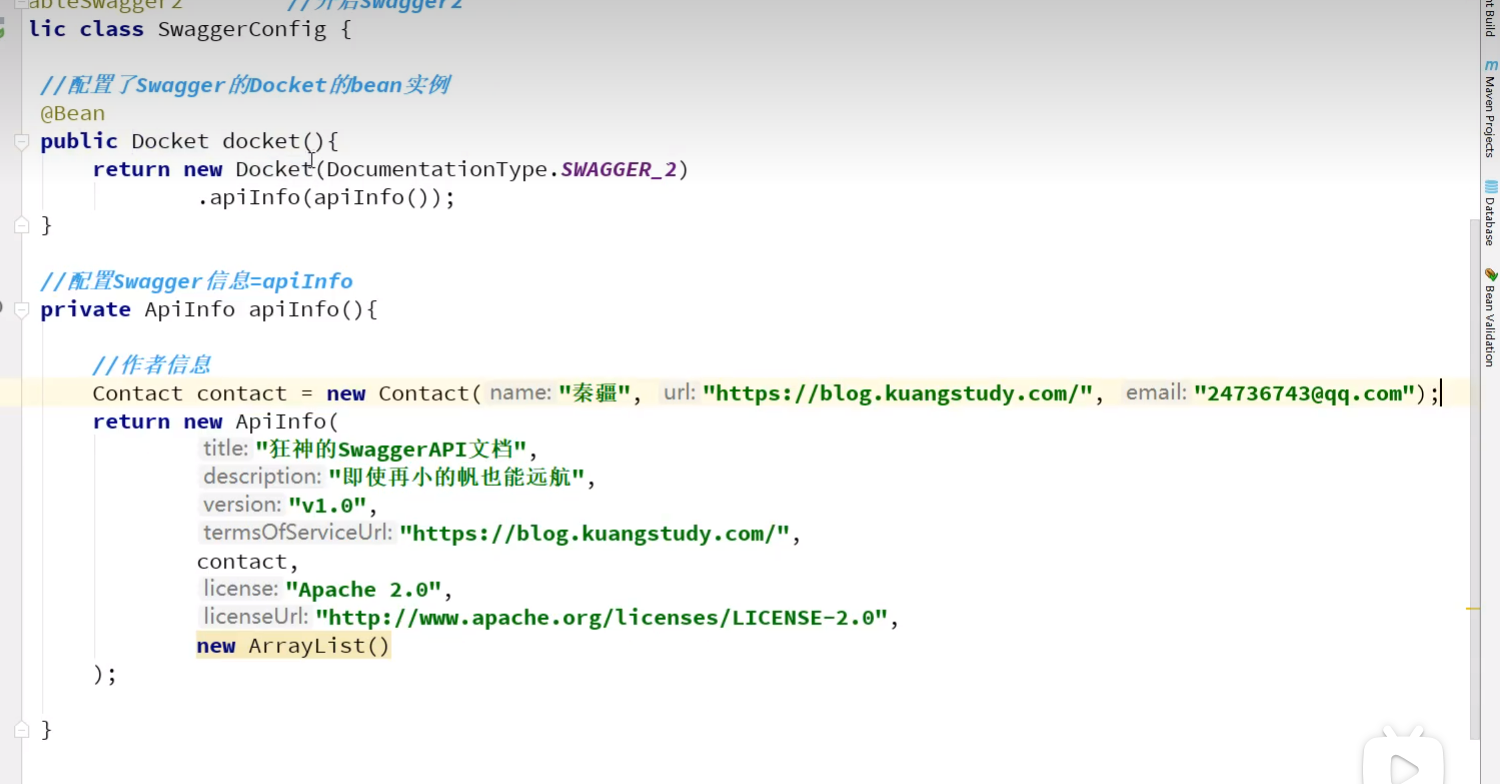 ableSwagger2 //开启Swagger2
lic class SwaggerConfig {
//配置了Swagger的Docket的bean实例
@Bean
public Docket docket(){
return new Docket(DocumentationType.SWAGGER_2)
.apiInfo(apiInfo());
}
//配置Swagger信息=apiInfo
private ApiInfo apiInfo(){
//作者信息
Contact contact = new Contact( name: "秦疆", url: "https://blog.kuangstudy.com/", email: "24736743@qq.com");
return new ApiInfo(
title: "狂神的SwaggerAPI文档",
description: "即使再小的帆也能远航",
version: "v1.0",
termsOfServiceUrl: "https://blog.kuangstudy.com/",
contact,
license: "Apache 2.0",
licenseUrl: "http://www.apache.org/licenses/LICENSE-2.0",
new ArrayList()
);
}
nt Build
m Maven Projects
Database
Bean Validation